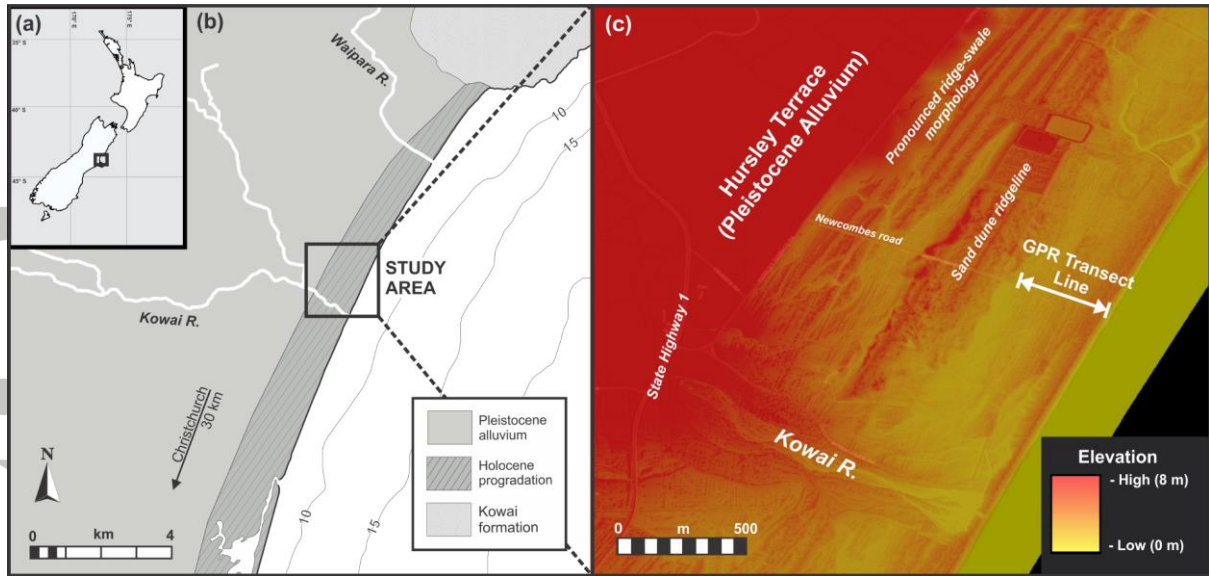 (a)
170° E
175° E
35° S
40° S
45° S
(b)
Waipara R.
10
15
STUDY
AREA
Kowai R.
Christchurch
30 km
10
15
N
0 km 4
Pleistocene
alluvium
Holocene
progradation
Kowai
formation
(c)
Hursley Terrace
(Pleistocene Alluvium)
Pronounced ridge-swale
morphology
Newcombes road
Sand dune ridgeline
GPR Transect
Line
State Highway 1
Kowai R.
0 m 500
Elevation
- High (8 m)
- Low (0 m)